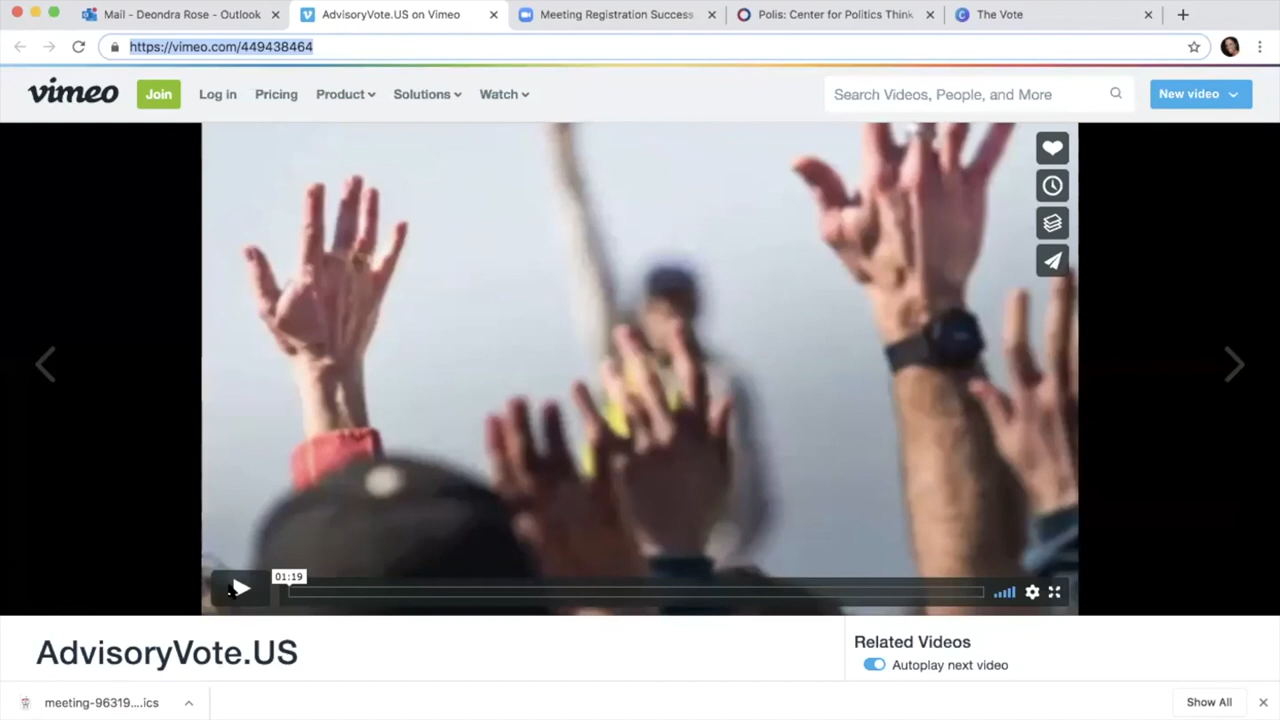 Mail - Deondra Rose - Outlook
AdvisoryVote.US on Vimeo
Meeting Registration Success
Polis: Center for Politics Think
The Vote
https://vimeo.com/449438464
vimeo
Join
Log in
Pricing
Product
Solutions
Watch
Search Videos, People, and More
New video
01:19
AdvisoryVote.US
Related Videos
Autoplay next video
meeting-96319....ics
Show All